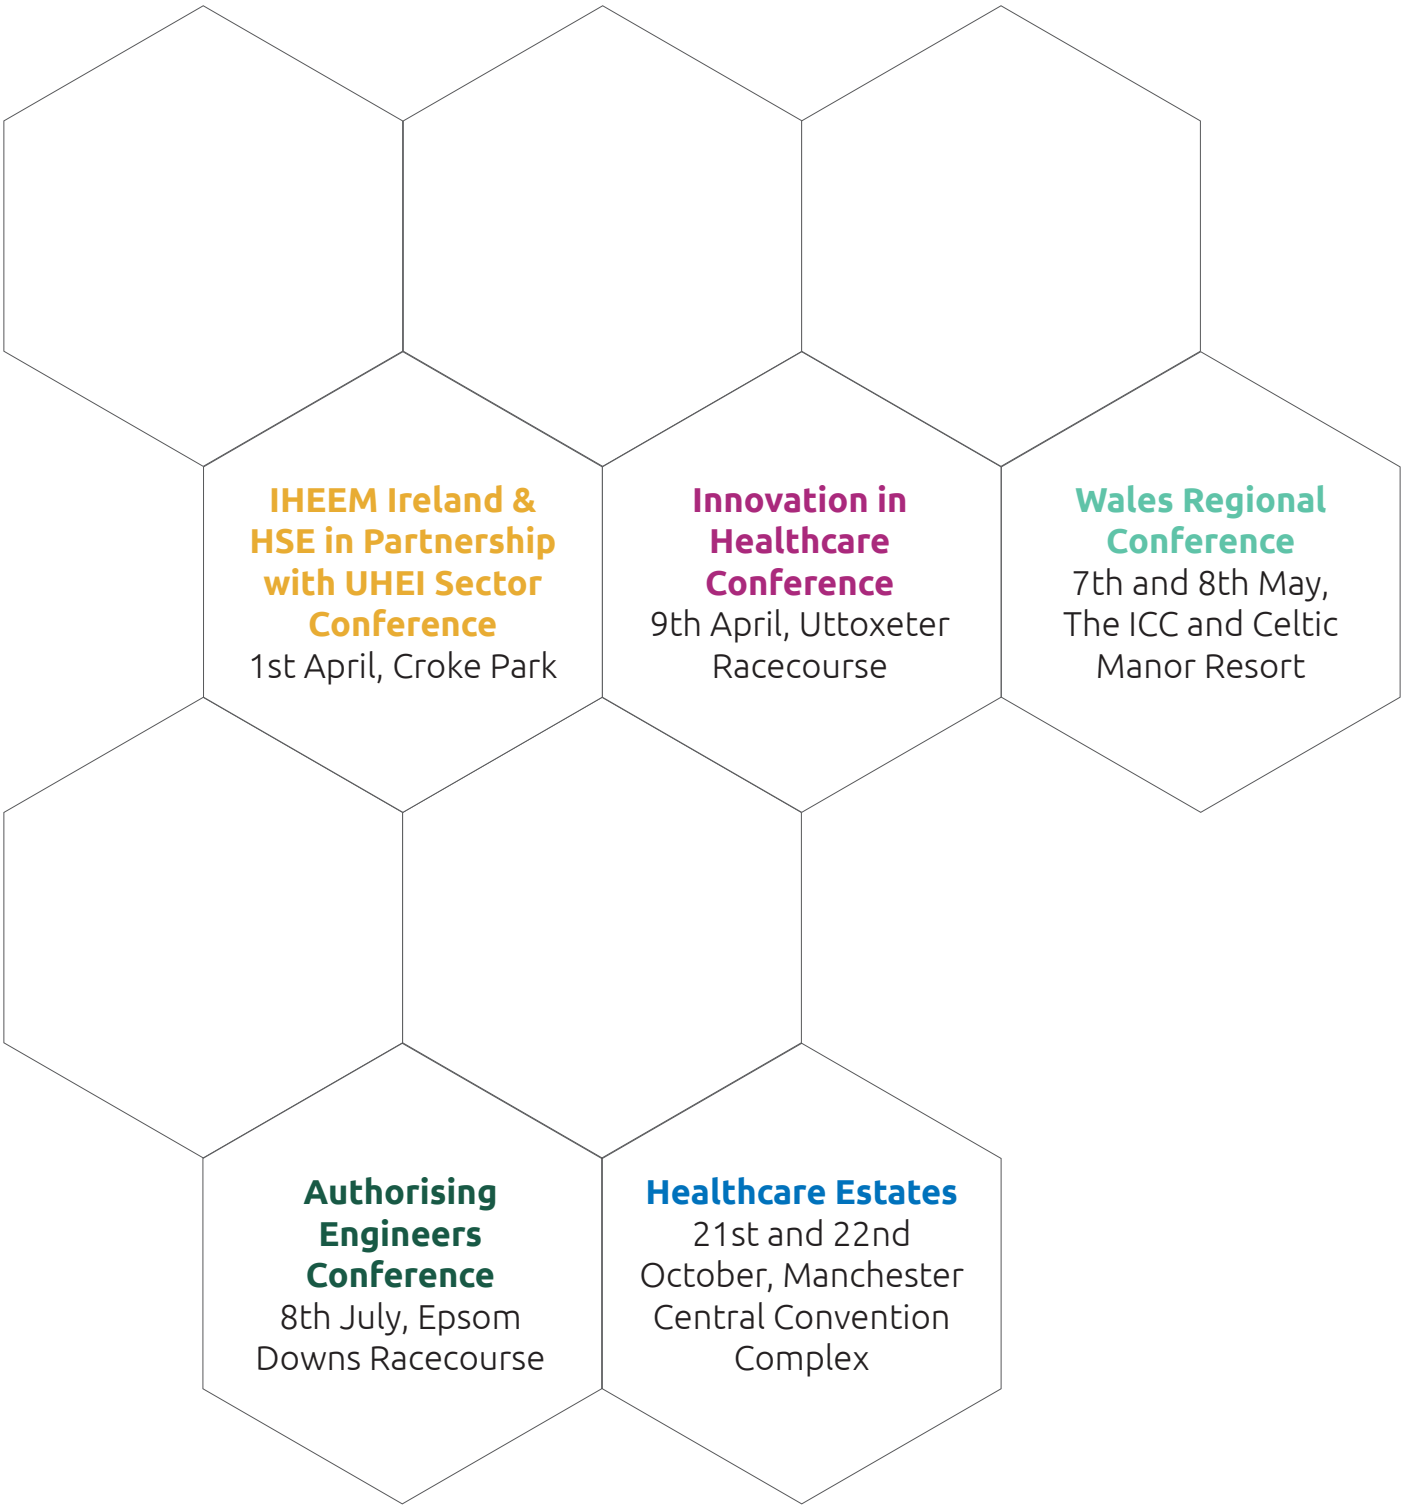 IHEEM Ireland &
HSE in Partnership
with UHEI Sector
Conference
1st April, Croke Park
Innovation in
Healthcare
Conference
9th April, Uttoxeter
Racecourse
Wales Regional
Conference
7th and 8th May,
The ICC and Celtic
Manor Resort
Authorising
Engineers
Conference
8th July, Epsom
Downs Racecourse
Healthcare Estates
21st and 22nd
October, Manchester
Central Convention
Complex